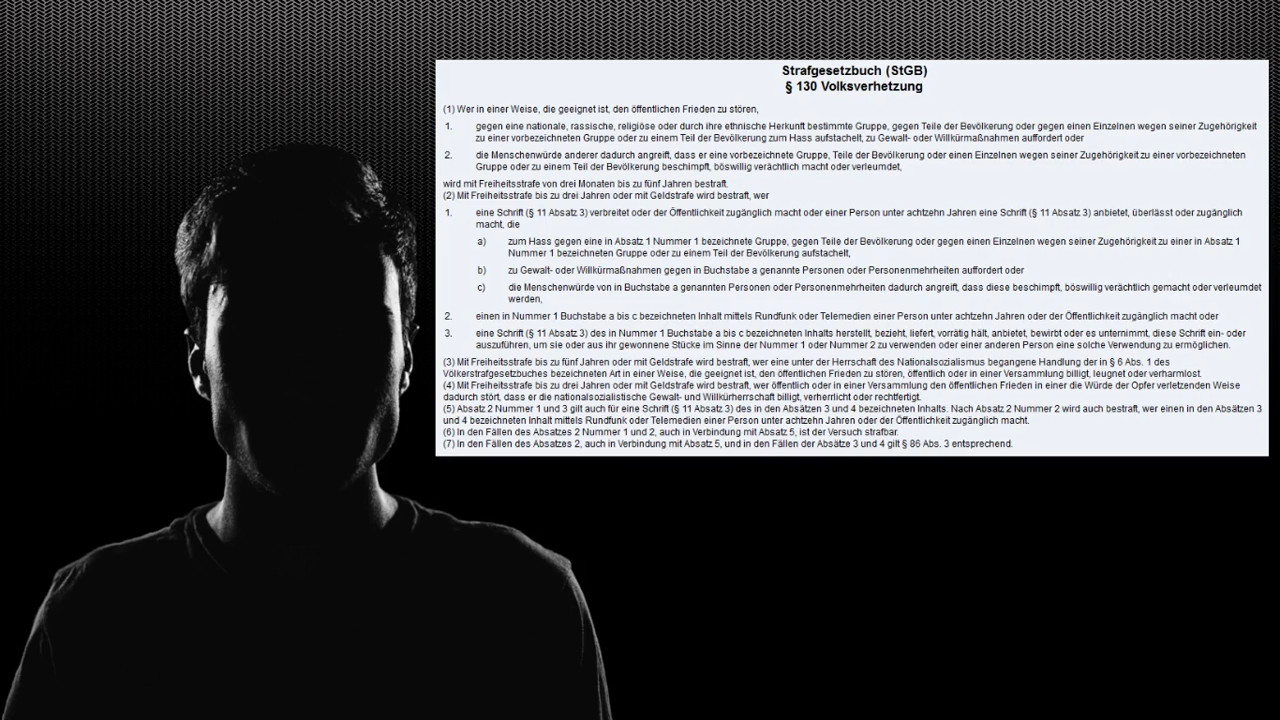 Strafgesetzbuch (StGB)
§ 130 Volksverhetzung
(1) Wer in einer Weise, die geeignet ist, den öffentlichen Frieden zu stören,
1. gegen eine nationale, rassische, religiöse oder durch ihre ethnische Herkunft bestimmte Gruppe, gegen Teile der Bevölkerung oder gegen einen Einzelnen wegen seiner Zugehörigkeit
zu einer vorbezeichneten Gruppe oder zu einem Teil der Bevölkerung zum Hass aufstachelt, zu Gewalt- oder Willkürmaßnahmen auffordert oder
2. die Menschenwürde anderer dadurch angreift, dass er eine vorbezeichnete Gruppe, Teile der Bevölkerung oder einen Einzelnen wegen seiner Zugehörigkeit zu einer vorbezeichneten
Gruppe oder zu einem Teil der Bevölkerung beschimpft, böswillig verächtlich macht oder verleumdet,
wird mit Freiheitsstrafe von drei Monaten bis zu fünf Jahren bestraft.
(2) Mit Freiheitsstrafe bis zu drei Jahren oder mit Geldstrafe wird bestraft, wer
1. eine Schrift (§ 11 Absatz 3) verbreitet oder der Öffentlichkeit zugänglich macht oder einer Person unter achtzehn Jahren eine Schrift (§ 11 Absatz 3) anbietet, überlässt oder zugänglich
macht, die
a) zum Hass gegen eine in Absatz 1 Nummer 1 bezeichnete Gruppe, gegen Teile der Bevölkerung oder gegen einen Einzelnen wegen seiner Zugehörigkeit zu einer in Absatz 1
Nummer 1 bezeichneten Gruppe oder zu einem Teil der Bevölkerung aufstachelt,
b) zu Gewalt- oder Willkürmaßnahmen gegen in Buchstabe a genannte Personen oder Personenmehrheiten auffordert oder
c) die Menschenwürde von in Buchstabe a genannten Personen oder Personenmehrheiten dadurch angreift, dass diese beschimpft, böswillig verächtlich gemacht oder verleumdet
werden,
2. einen in Nummer 1 Buchstabe a bis c bezeichneten Inhalt mittels Rundfunk oder Telemedien einer Person unter achtzehn Jahren oder der Öffentlichkeit zugänglich macht oder
3. eine Schrift (§ 11 Absatz 3) des in Nummer 1 Buchstabe a bis c bezeichneten Inhalts herstellt, bezieht, liefert, vorrätig hält, anbietet, bewirbt oder es unternimmt, diese Schrift ein- oder
auszuführen, um sie oder aus ihr gewonnene Stücke im Sinne der Nummer 1 oder Nummer 2 zu verwenden oder einer anderen Person eine solche Verwendung zu ermöglichen.
(3) Mit Freiheitsstrafe bis zu fünf Jahren oder mit Geldstrafe wird bestraft, wer eine unter der Herrschaft des Nationalsozialismus begangene Handlung der in § 6 Abs. 1 des
Völkerstrafgesetzbuches bezeichneten Art in einer Weise, die geeignet ist, den öffentlichen Frieden zu stören, öffentlich oder in einer Versammlung billigt, leugnet oder verharmlost.
(4) Mit Freiheitsstrafe bis zu drei Jahren oder mit Geldstrafe wird bestraft, wer öffentlich oder in einer Versammlung den öffentlichen Frieden in einer die Würde der Opfer verletzenden Weise
dadurch stört, dass er die nationalsozialistische Gewalt- und Willkürherrschaft billigt, verherrlicht oder rechtfertigt.
(5) Absatz 2 Nummer 1 und 3 gilt auch für eine Schrift (§ 11 Absatz 3) des in den Absätzen 3 und 4 bezeichneten Inhalts. Nach Absatz 2 Nummer 2 wird auch bestraft, wer einen in den Absätzen 3
und 4 bezeichneten Inhalt mittels Rundfunk oder Telemedien einer Person unter achtzehn Jahren oder der Öffentlichkeit zugänglich macht.
(6) In den Fällen des Absatzes 2 Nummer 1 und 2, auch in Verbindung mit Absatz 5, ist der Versuch strafbar.
(7) In den Fällen des Absatzes 2, auch in Verbindung mit Absatz 5, und in den Fällen der Absätze 3 und 4 gilt § 86 Abs. 3 entsprechend.